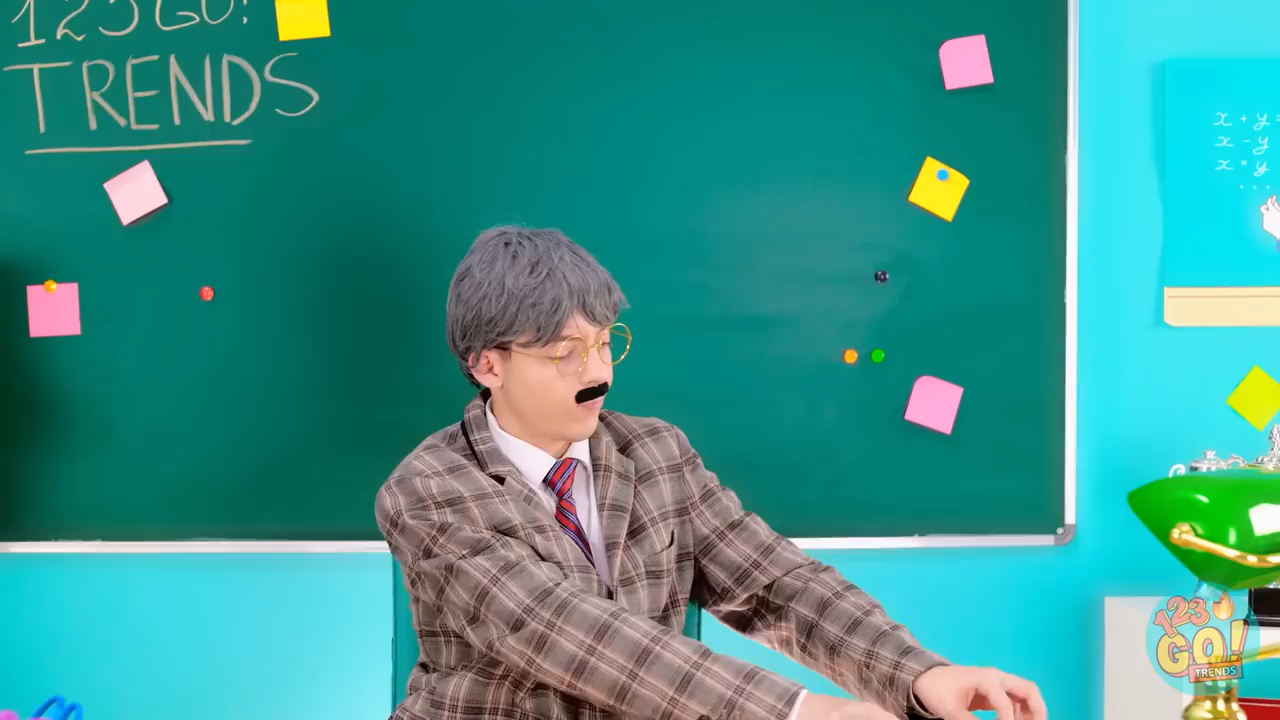 123 GO!
TRENDS
x + y =
x - y
x × y
...
123
GO!
TRENDS